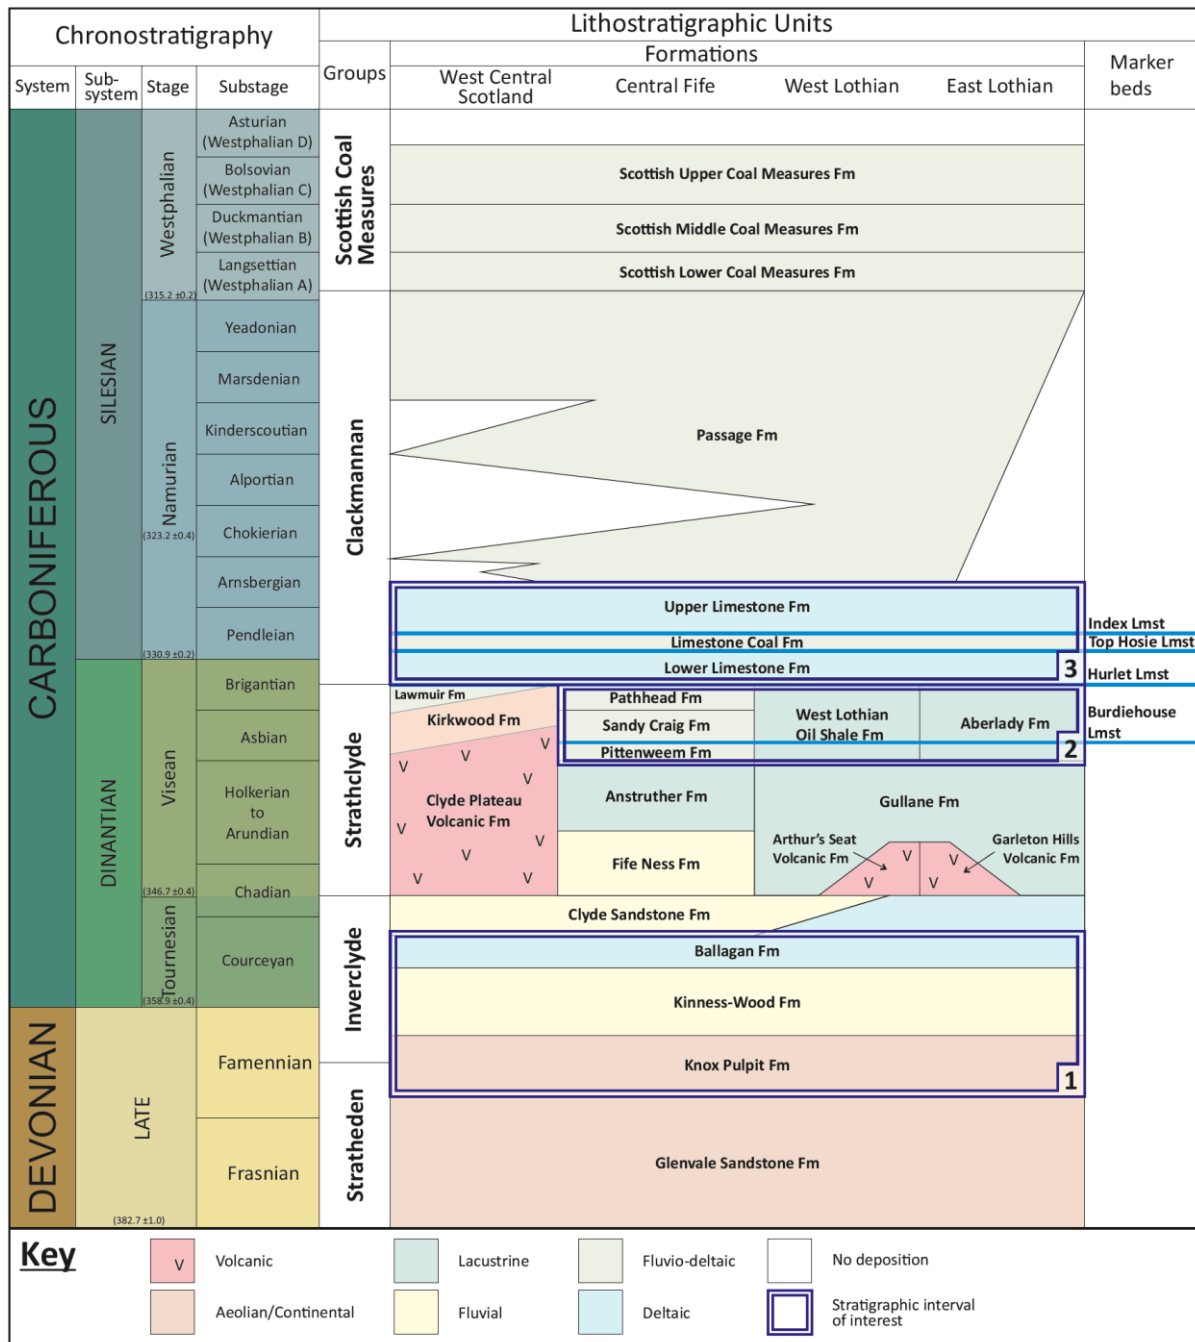 Chronostratigraphy
Lithostratigraphic Units
Groups
Formations
Marker
beds
System
Sub-
system
Stage
Substage
West Central
Scotland
Central Fife
West Lothian
East Lothian
CARBONIFEROUS
DEVONIAN
SILESIAN
DINANTIAN
LATE
Westphalian
(315.2 ±0.2)
Namurian
(323.2 ±0.4)
(330.9 ±0.2)
Visean
(346.7 ±0.4)
Tournesian
(358.9 ±0.4)
(382.7 ±1.0)
Asturian
(Westphalian D)
Bolsovian
(Westphalian C)
Duckmantian
(Westphalian B)
Langsettian
(Westphalian A)
Yeadonian
Marsdenian
Kinderscoutian
Alportian
Chokierian
Arnsbergian
Pendleian
Brigantian
Asbian
Holkerian
to
Arundian
Chadian
Courceyan
Famennian
Frasnian
Scottish Coal
Measures
Clackmannan
Strathclyde
Inverclyde
Stratheden
Scottish Upper Coal Measures Fm
Scottish Middle Coal Measures Fm
Scottish Lower Coal Measures Fm
Passage Fm
Upper Limestone Fm
Limestone Coal Fm
Lower Limestone Fm
3
Index Lmst
Top Hosie Lmst
Hurlet Lmst
Burdiehouse
Lmst
Lawmuir Fm
Kirkwood Fm
Pathhead Fm
Sandy Craig Fm
Pittenweem Fm
West Lothian
Oil Shale Fm
Aberlady Fm
2
V V V V V V V V
Clyde Plateau
Volcanic Fm
Anstruther Fm
Gullane Fm
Fife Ness Fm
Arthur's Seat
Volcanic Fm
Garleton Hills
Volcanic Fm
V V V V
Clyde Sandstone Fm
Ballagan Fm
Kinness-Wood Fm
Knox Pulpit Fm
1
Glenvale Sandstone Fm
Key
V
Volcanic
Lacustrine
Fluvio-deltaic
No deposition
Aeolian/Continental
Fluvial
Deltaic
Stratigraphic interval
of interest